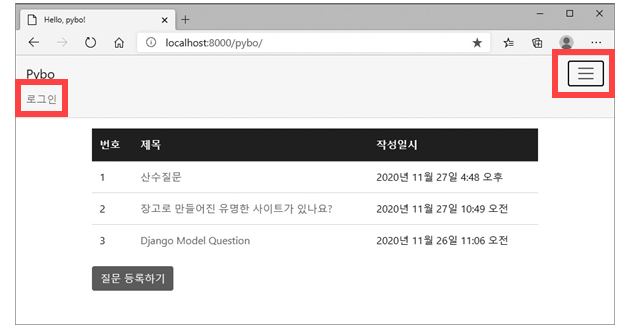 Hello, pybo!
localhost:8000/pybo/
Pybo
로그인
번호 제목 작성일시
1 산수질문 2020년 11월 27일 4:48 오후
2 장고로 만들어진 유명한 사이트가 있나요? 2020년 11월 27일 10:49 오전
3 Django Model Question 2020년 11월 26일 11:06 오전
질문 등록하기